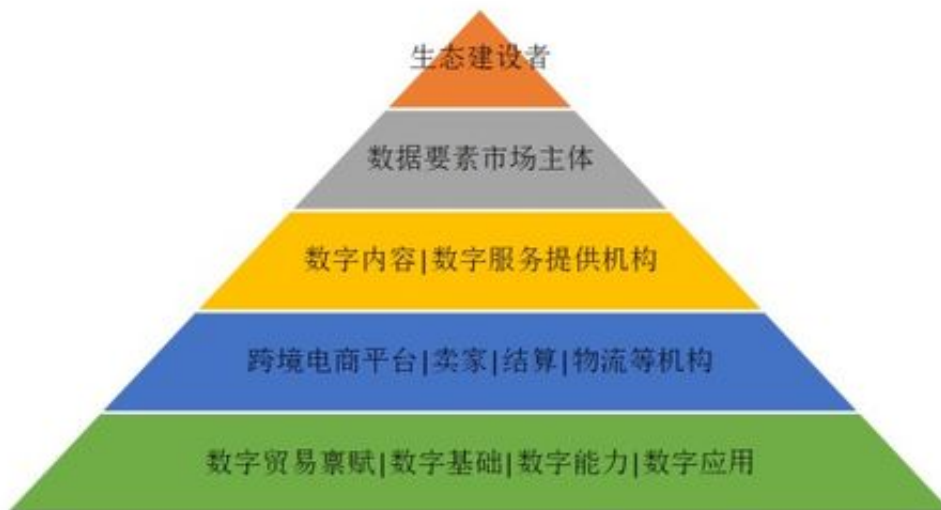 生态建设者
数据要素市场主体
数字内容|数字服务提供机构
跨境电商平台|卖家|结算|物流等机构
数字贸易禀赋|数字基础|数字能力|数字应用